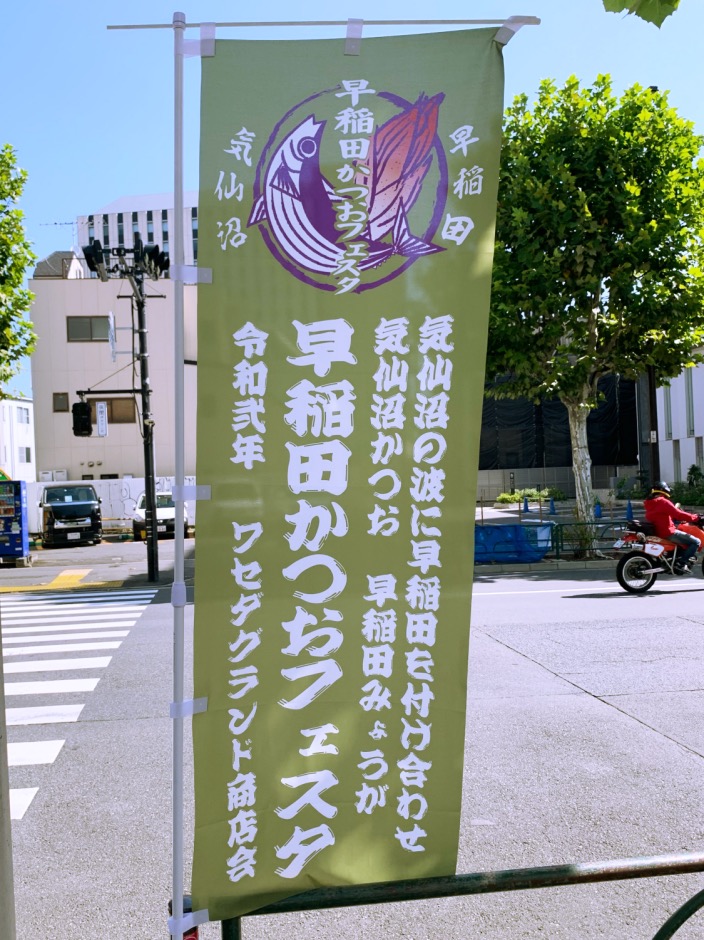 早稲田
早稲田かつおフェスタ
気仙沼
気仙沼の波に早稲田を付け合わせ
気仙沼かつお 早稲田みょうが
早稲田かつおフェスタ
令和弐年 ワセダグランド商店会